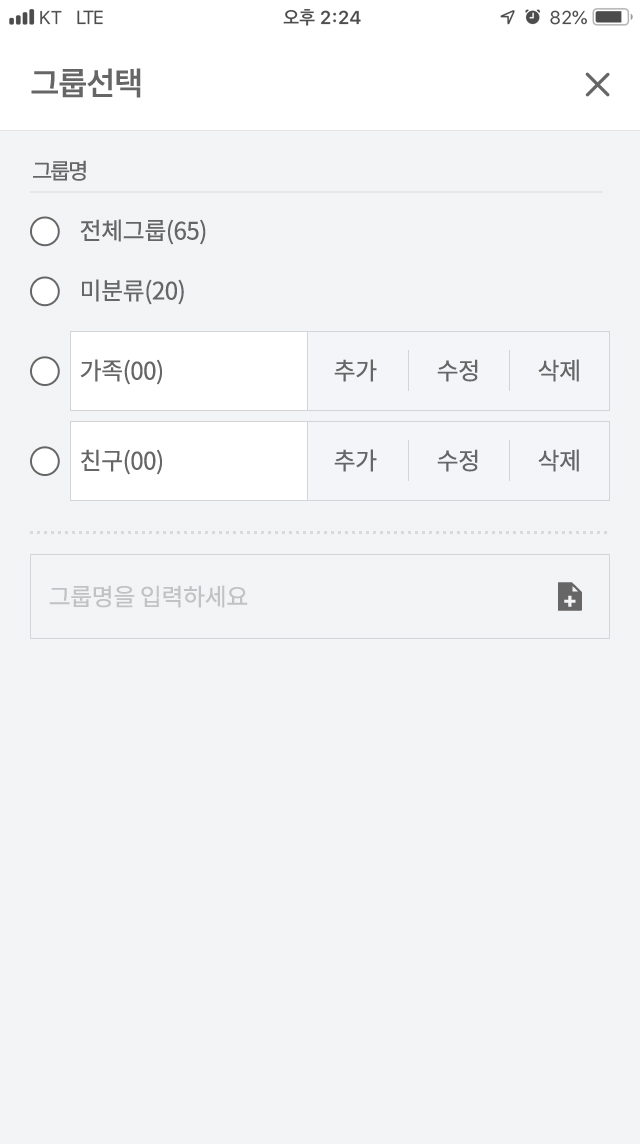 KT LTE 오후 2:24 82%
그룹선택
그룹명
전체그룹(65)
미분류(20)
가족(00) 추가 수정 삭제
친구(00) 추가 수정 삭제
그룹명을 입력하세요